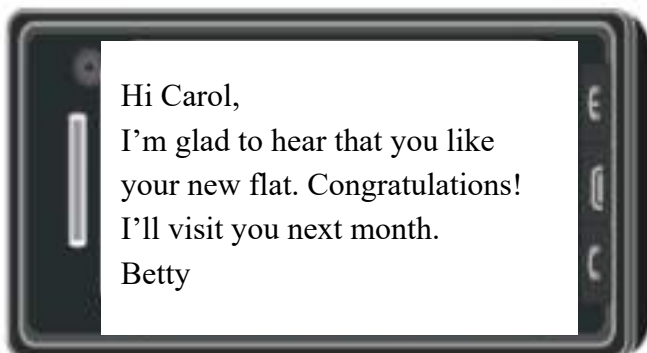 Hi Carol,
I’m glad to hear that you like
your new flat. Congratulations!
I’ll visit you next month.
Betty